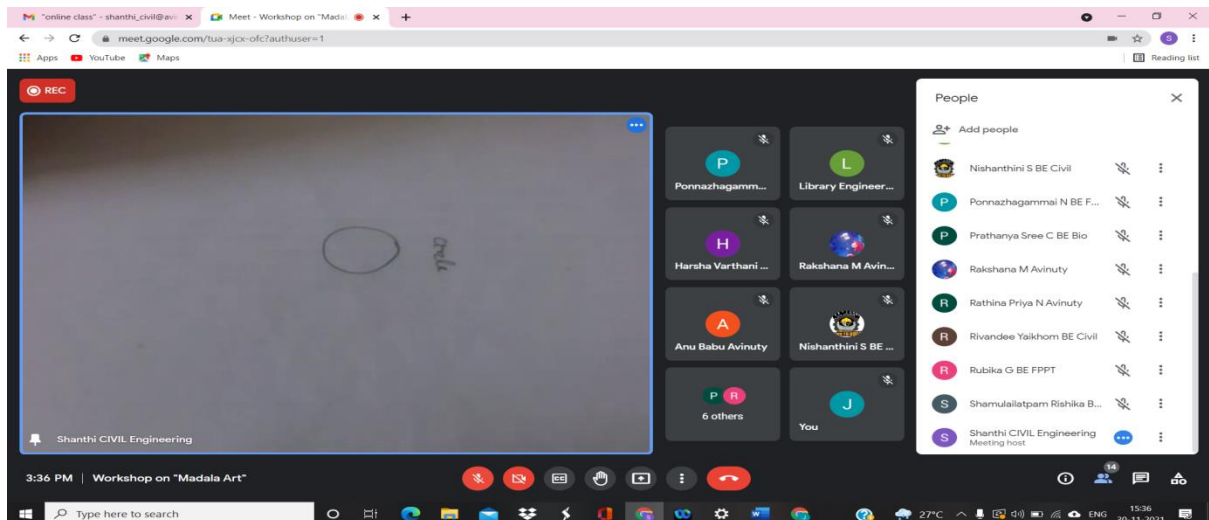 "online class" - shanthi_civil@avi
Meet - Workshop on "Madal
meet.google.com/tua-xjcx-ofc?authuser=1
S
Apps
YouTube
Maps
Reading list
REC
Shanthi CIVIL Engineering
P
Ponnazhagamm...
L
Library Engineer...
H
Harsha Varthani ...
Rakshana M Avin...
A
Anu Babu Avinuty
Nishanthini S BE ...
P R
6 others
J
You
People
Add people
Nishanthini S BE Civil
P Ponnazhagammai N BE F...
P Prathanya Sree C BE Bio
Rakshana M Avinuty
R Rathina Priya N Avinuty
R Rivandee Yaikhom BE Civil
R Rubika G BE FPPT
S Shamulailatpam Rishika B...
S Shanthi CIVIL Engineering
Meeting host
3:36 PM | Workshop on "Madala Art"
CC
14
Type here to search
27°C
ENG
15:36
20-11-2021